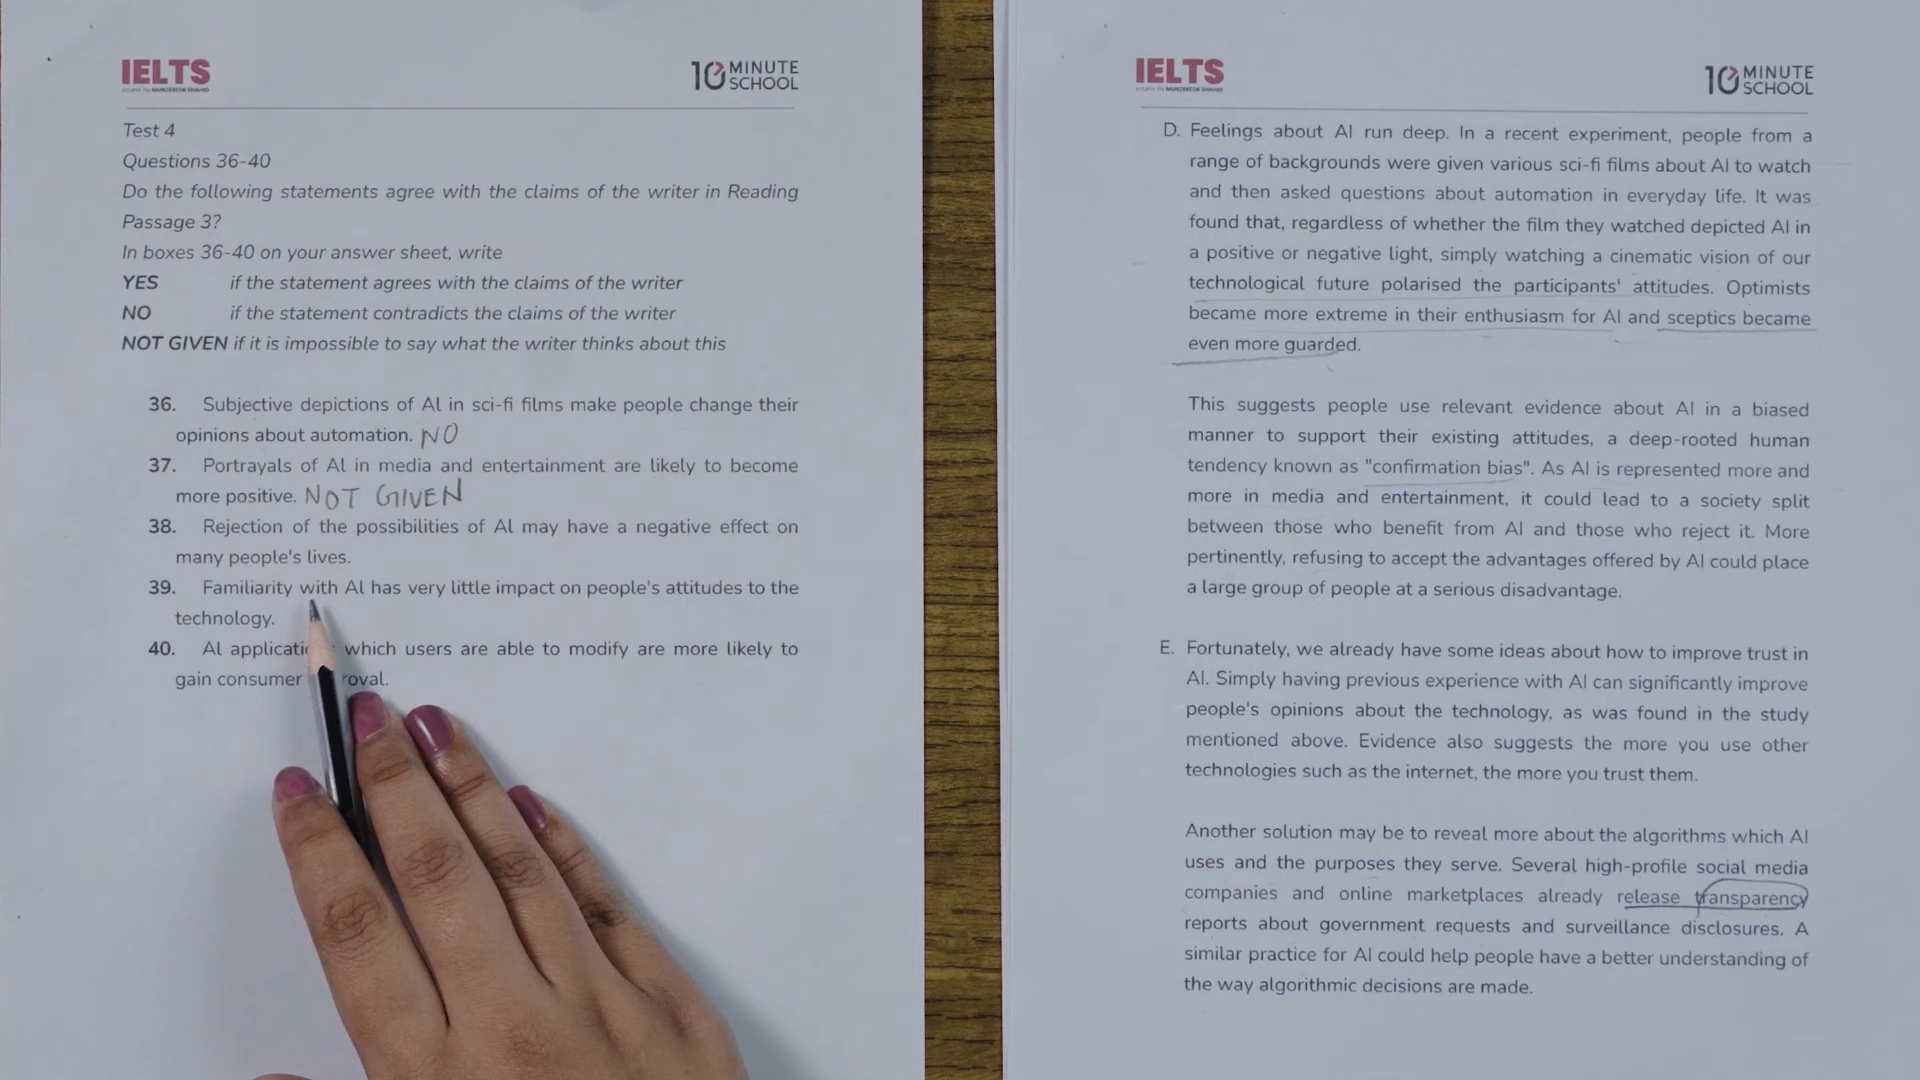 IELTS
10 MINUTE SCHOOL
Test 4
Questions 36-40
Do the following statements agree with the claims of the writer in Reading
Passage 3?
In boxes 36-40 on your answer sheet, write
YES if the statement agrees with the claims of the writer
NO if the statement contradicts the claims of the writer
NOT GIVEN if it is impossible to say what the writer thinks about this
36. Subjective depictions of Al in sci-fi films make people change their
opinions about automation. NO
37. Portrayals of Al in media and entertainment are likely to become
more positive. NOT GIVEN
38. Rejection of the possibilities of Al may have a negative effect on
many people's lives.
39. Familiarity with Al has very little impact on people's attitudes to the
technology.
40. Al which users are able to modify are more likely to
gain consumer
IELTS
10 MINUTE SCHOOL
D. Feelings about AI run deep. In a recent experiment, people from a
range of backgrounds were given various sci-fi films about AI to watch
and then asked questions about automation in everyday life. It was
found that, regardless of whether the film they watched depicted AI in
a positive or negative light, simply watching a cinematic vision of our
technological future polarised the participants' attitudes. Optimists
became more extreme in their enthusiasm for AI and sceptics became
even more guarded.
This suggests people use relevant evidence about AI in a biased
manner to support their existing attitudes, a deep-rooted human
tendency known as "confirmation bias". As AI is represented more and
more in media and entertainment, it could lead to a society split
between those who benefit from AI and those who reject it. More
pertinently, refusing to accept the advantages offered by AI could place
a large group of people at a serious disadvantage.
E. Fortunately, we already have some ideas about how to improve trust in
AI. Simply having previous experience with AI can significantly improve
people's opinions about the technology, as was found in the study
mentioned above. Evidence also suggests the more you use other
technologies such as the internet, the more you trust them.
Another solution may be to reveal more about the algorithms which AI
uses and the purposes they serve. Several high-profile social media
companies and online marketplaces already release transparency
reports about government requests and surveillance disclosures. A
similar practice for AI could help people have a better understanding of
the way algorithmic decisions are made.